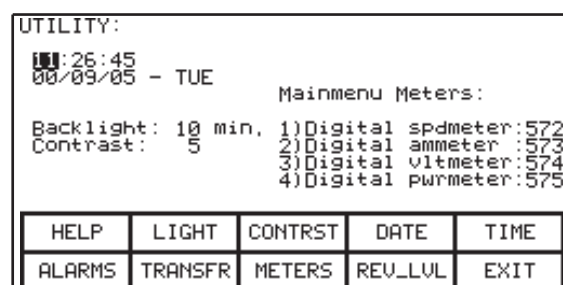 UTILITY:
11:26:45
00/09/05 - TUE
Mainmenu Meters:
Backlight: 10 min. 1)Digital spdmeter:572
Contrast: 5 2)Digital ammeter :573
3)Digital vltmeter:574
4)Digital pwrmeter:575
HELP LIGHT CONTRST DATE TIME
ALARMS TRANSFR METERS REV_LVL EXIT